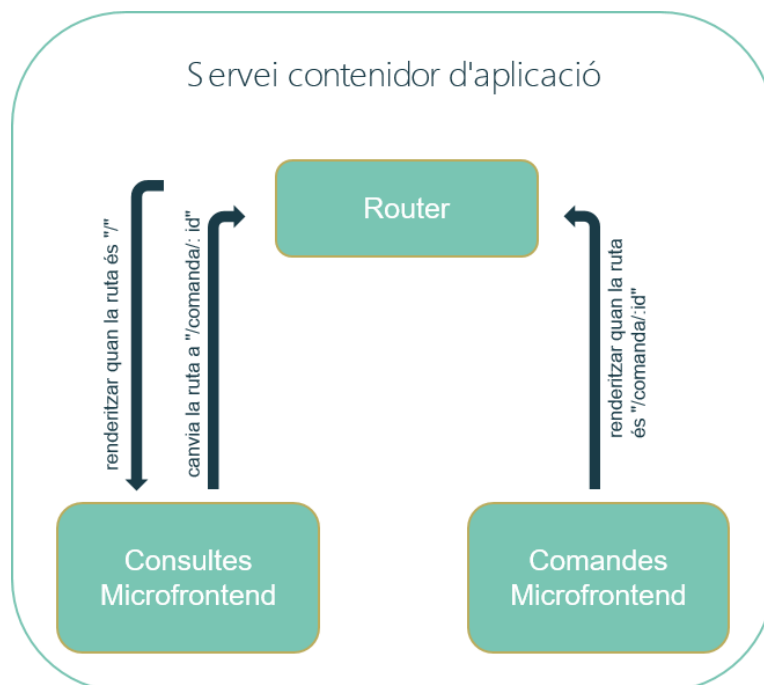 Servei contenidor d'aplicació
Router
renderitzar quan la ruta és "/"
canvia la ruta a "/comanda/: id"
renderitzar quan la ruta
és "/comanda/:id"
Consultes
Microfrontend
Comandes
Microfrontend